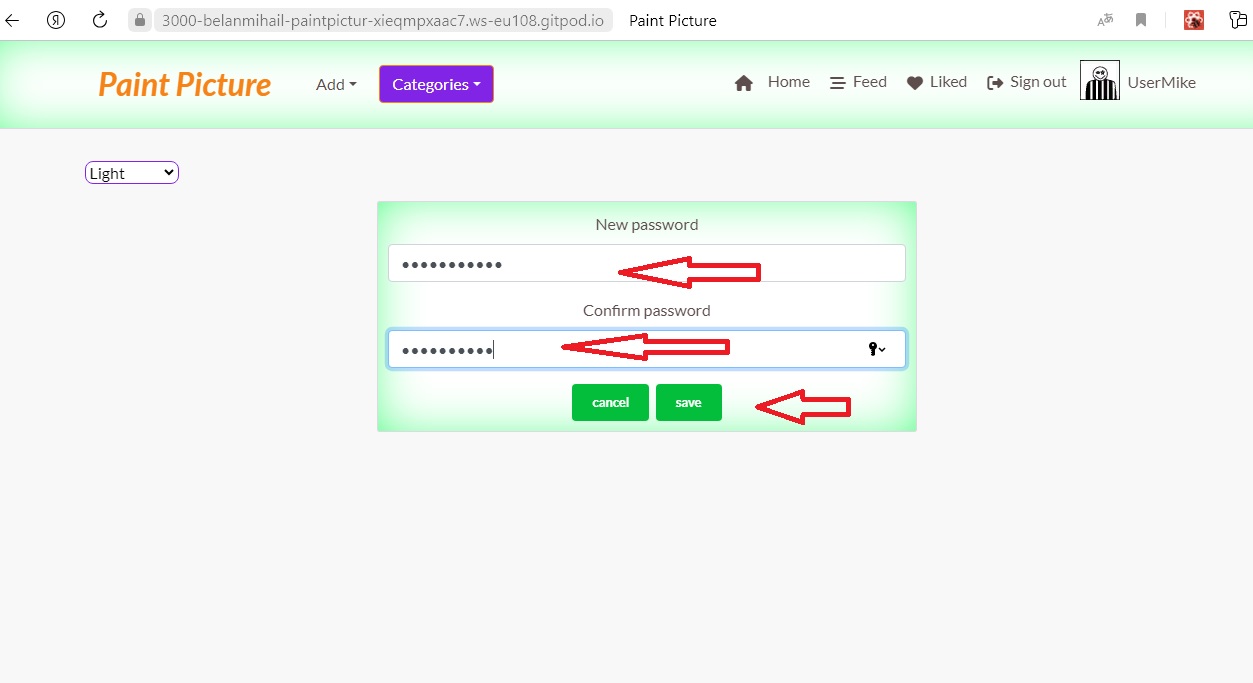 3000-belanmihail-paintpictur-xieqmpxaac7.ws-eu108.gitpod.io Paint Picture
Paint Picture Add Categories Home Feed Liked Sign out UserMike
Light
New password
•••••••••••
Confirm password
••••••••••
cancel save